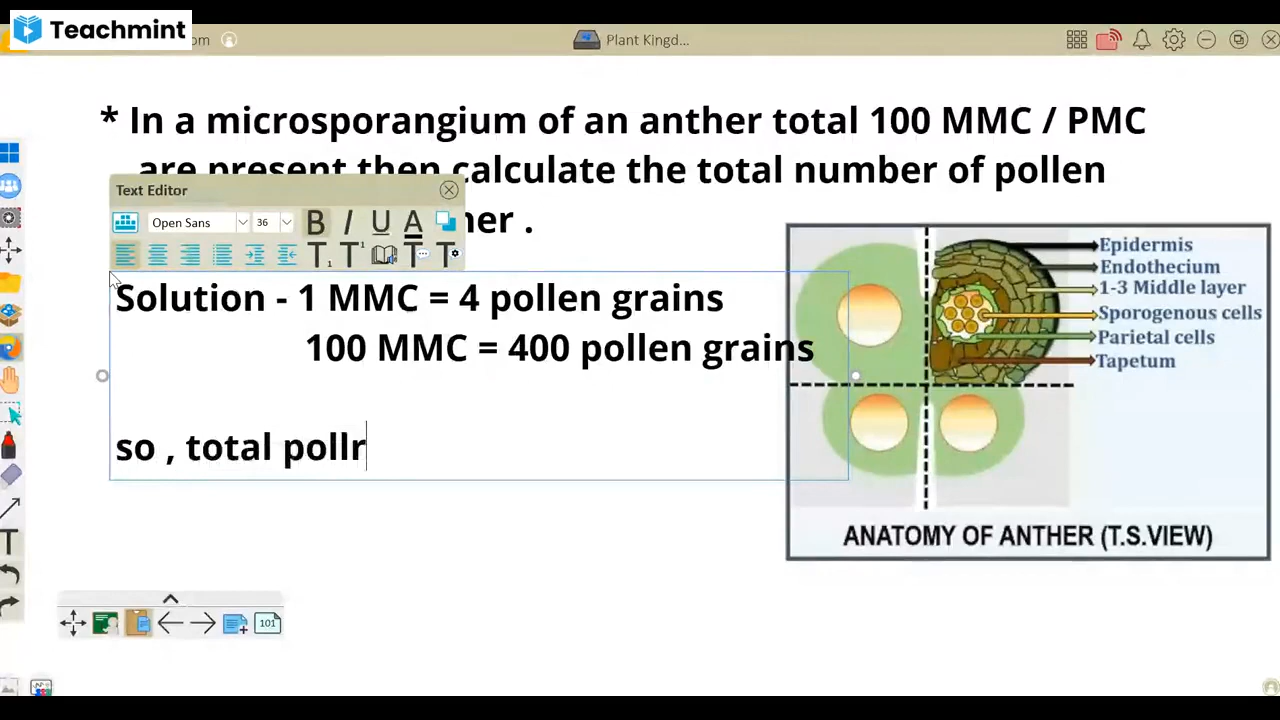 Teachmint
om
Plant Kingd...
* In a microsporangium of an anther total 100 MMC / PMC
are present then calculate the total number of pollen
her .
Text Editor
Open Sans
36
B I U A
Solution - 1 MMC = 4 pollen grains
100 MMC = 400 pollen grains
so , total pollr
Epidermis
Endothecium
1-3 Middle layer
Sporogenous cells
Parietal cells
Tapetum
ANATOMY OF ANTHER (T.S.VIEW)
101